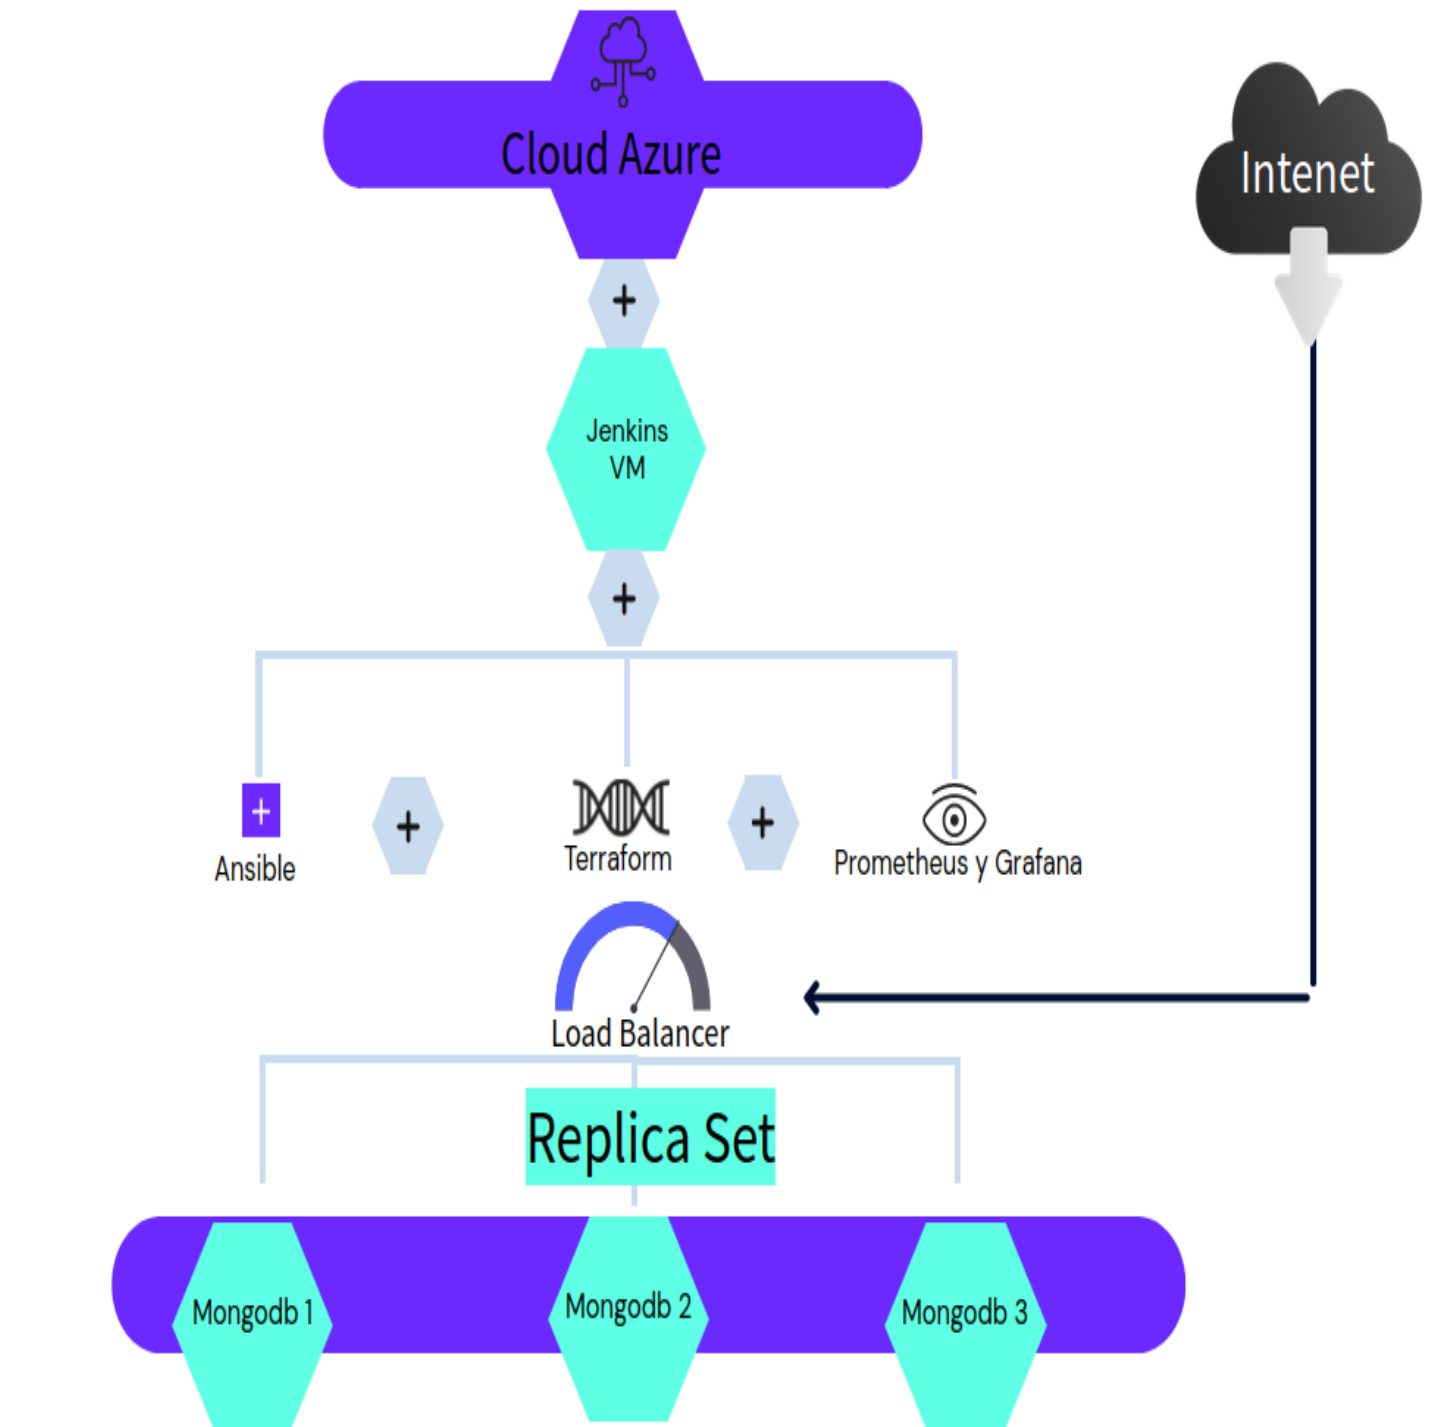 Cloud Azure
Intenet
Jenkins
VM
Ansible
Terraform
Prometheus y Grafana
Load Balancer
Replica Set
Mongodb 1
Mongodb 2
Mongodb 3